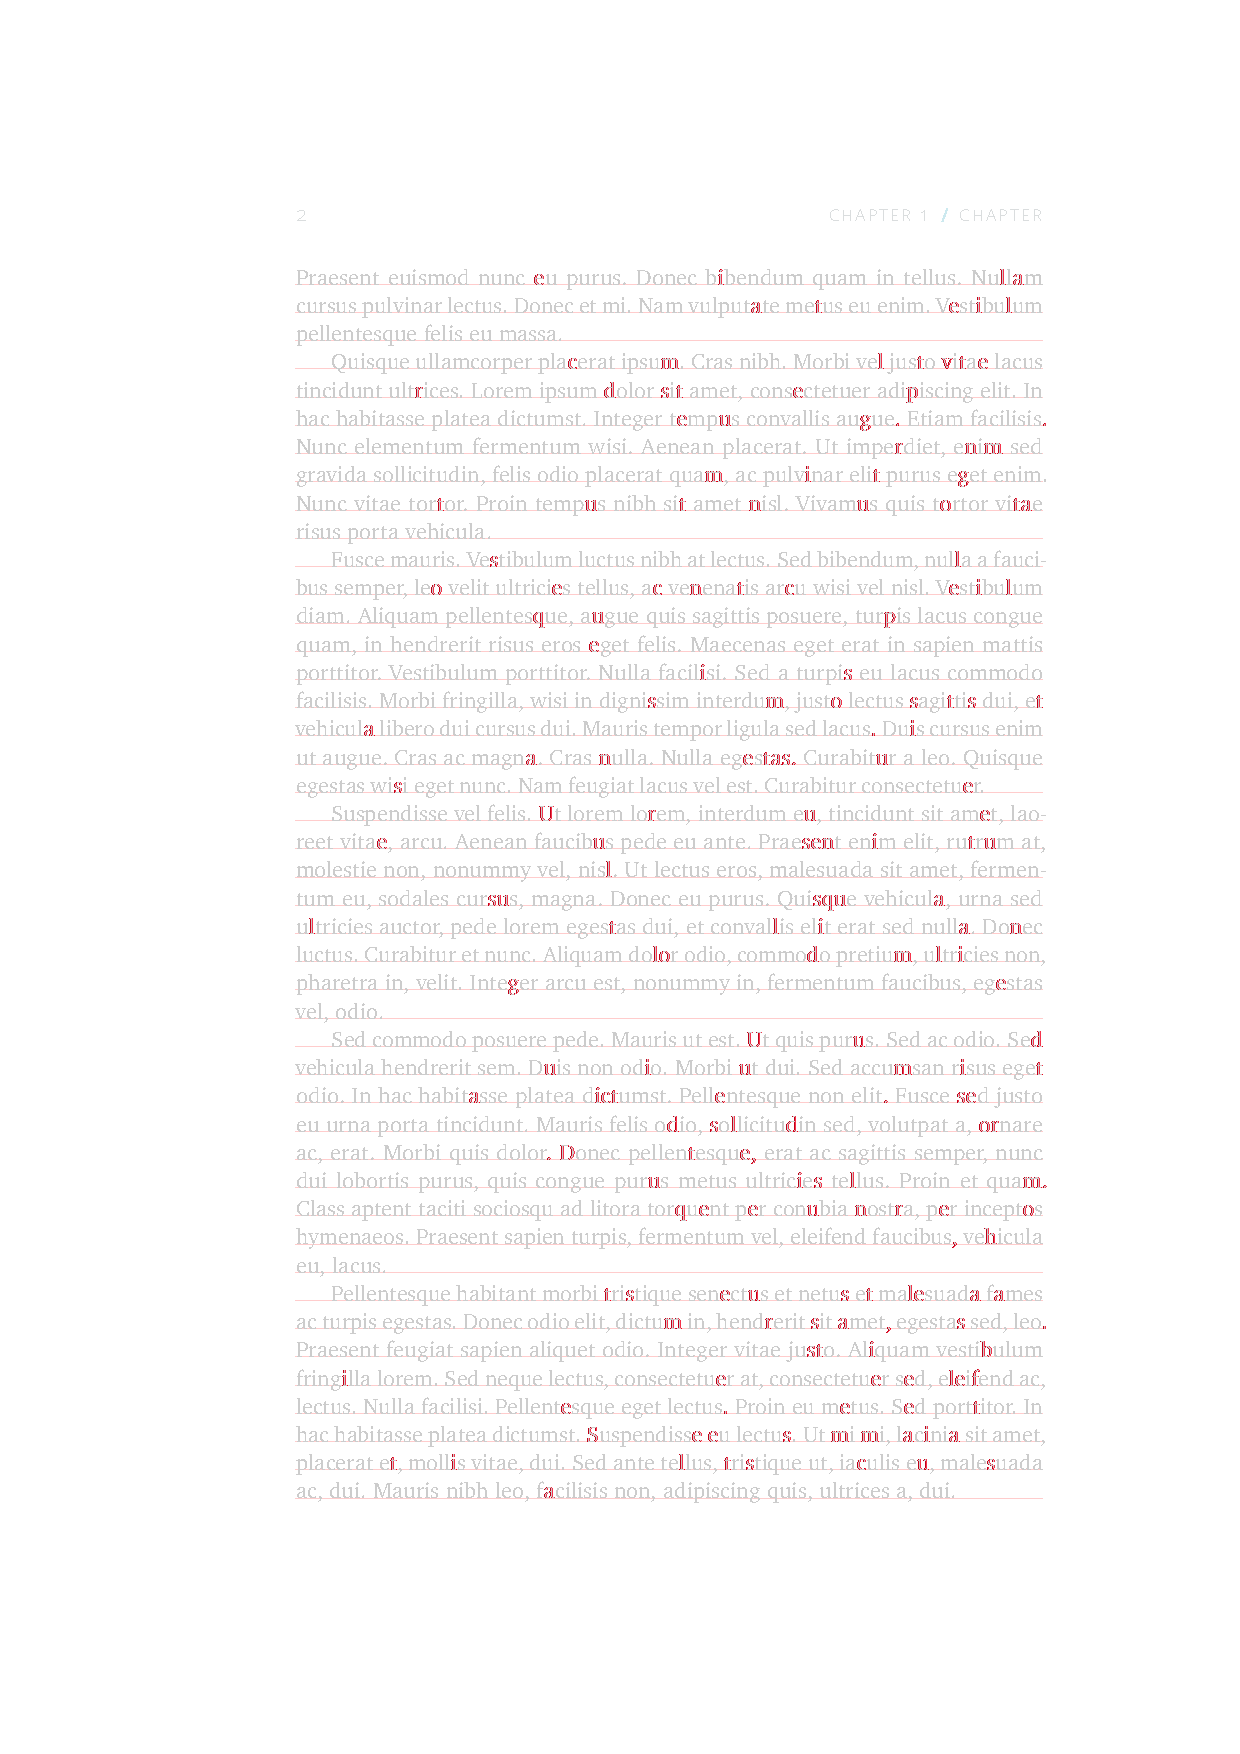 2 CHAPTER 1 / CHAPTER
Praesent euismod nunc eu purus. Donec bibendum quam in tellus. Nullam
cursus pulvinar lectus. Donec et mi. Nam vulputate metus eu enim. Vestibulum
pellentesque felis eu massa.
Quisque ullamcorper placerat ipsum. Cras nibh. Morbi vel justo vitae lacus
tincidunt ultrices. Lorem ipsum dolor sit amet, consectetuer adipiscing elit. In
hac habitasse platea dictumst. Integer tempus convallis augue. Etiam facilisis.
Nunc elementum fermentum wisi. Aenean placerat. Ut imperdiet, enim sed
gravida sollicitudin, felis odio placerat quam, ac pulvinar elit purus eget enim.
Nunc vitae tortor. Proin tempus nibh sit amet nisl. Vivamus quis tortor vitae
risus porta vehicula.
Fusce mauris. Vestibulum luctus nibh at lectus. Sed bibendum, nulla a fauci-
bus semper, leo velit ultricies tellus, ac venenatis arcu wisi vel nisl. Vestibulum
diam. Aliquam pellentesque, augue quis sagittis posuere, turpis lacus congue
quam, in hendrerit risus eros eget felis. Maecenas eget erat in sapien mattis
porttitor. Vestibulum porttitor. Nulla facilisi. Sed a turpis eu lacus commodo
facilisis. Morbi fringilla, wisi in dignissim interdum, justo lectus sagittis dui, et
vehicula libero dui cursus dui. Mauris tempor ligula sed lacus. Duis cursus enim
ut augue. Cras ac magna. Cras nulla. Nulla egestas. Curabitur a leo. Quisque
egestas wisi eget nunc. Nam feugiat lacus vel est. Curabitur consectetuer.
Suspendisse vel felis. Ut lorem lorem, interdum eu, tincidunt sit amet, lao-
reet vitae, arcu. Aenean faucibus pede eu ante. Praesent enim elit, rutrum at,
molestie non, nonummy vel, nisl. Ut lectus eros, malesuada sit amet, fermen-
tum eu, sodales cursus, magna. Donec eu purus. Quisque vehicula, urna sed
ultricies auctor, pede lorem egestas dui, et convallis elit erat sed nulla. Donec
luctus. Curabitur et nunc. Aliquam dolor odio, commodo pretium, ultricies non,
pharetra in, velit. Integer arcu est, nonummy in, fermentum faucibus, egestas
vel, odio.
Sed commodo posuere pede. Mauris ut est. Ut quis purus. Sed ac odio. Sed
vehicula hendrerit sem. Duis non odio. Morbi ut dui. Sed accumsan risus eget
odio. In hac habitasse platea dictumst. Pellentesque non elit. Fusce sed justo
eu urna porta tincidunt. Mauris felis odio, sollicitudin sed, volutpat a, ornare
ac, erat. Morbi quis dolor. Donec pellentesque, erat ac sagittis semper, nunc
dui lobortis purus, quis congue purus metus ultricies tellus. Proin et quam.
Class aptent taciti sociosqu ad litora torquent per conubia nostra, per inceptos
hymenaeos. Praesent sapien turpis, fermentum vel, eleifend faucibus, vehicula
eu, lacus.
Pellentesque habitant morbi tristique senectus et netus et malesuada fames
ac turpis egestas. Donec odio elit, dictum in, hendrerit sit amet, egestas sed, leo.
Praesent feugiat sapien aliquet odio. Integer vitae justo. Aliquam vestibulum
fringilla lorem. Sed neque lectus, consectetuer at, consectetuer sed, eleifend ac,
lectus. Nulla facilisi. Pellentesque eget lectus. Proin eu metus. Sed porttitor. In
hac habitasse platea dictumst. Suspendisse eu lectus. Ut mi mi, lacinia sit amet,
placerat et, mollis vitae, dui. Sed ante tellus, tristique ut, iaculis eu, malesuada
ac, dui. Mauris nibh leo, facilisis non, adipiscing quis, ultrices a, dui.